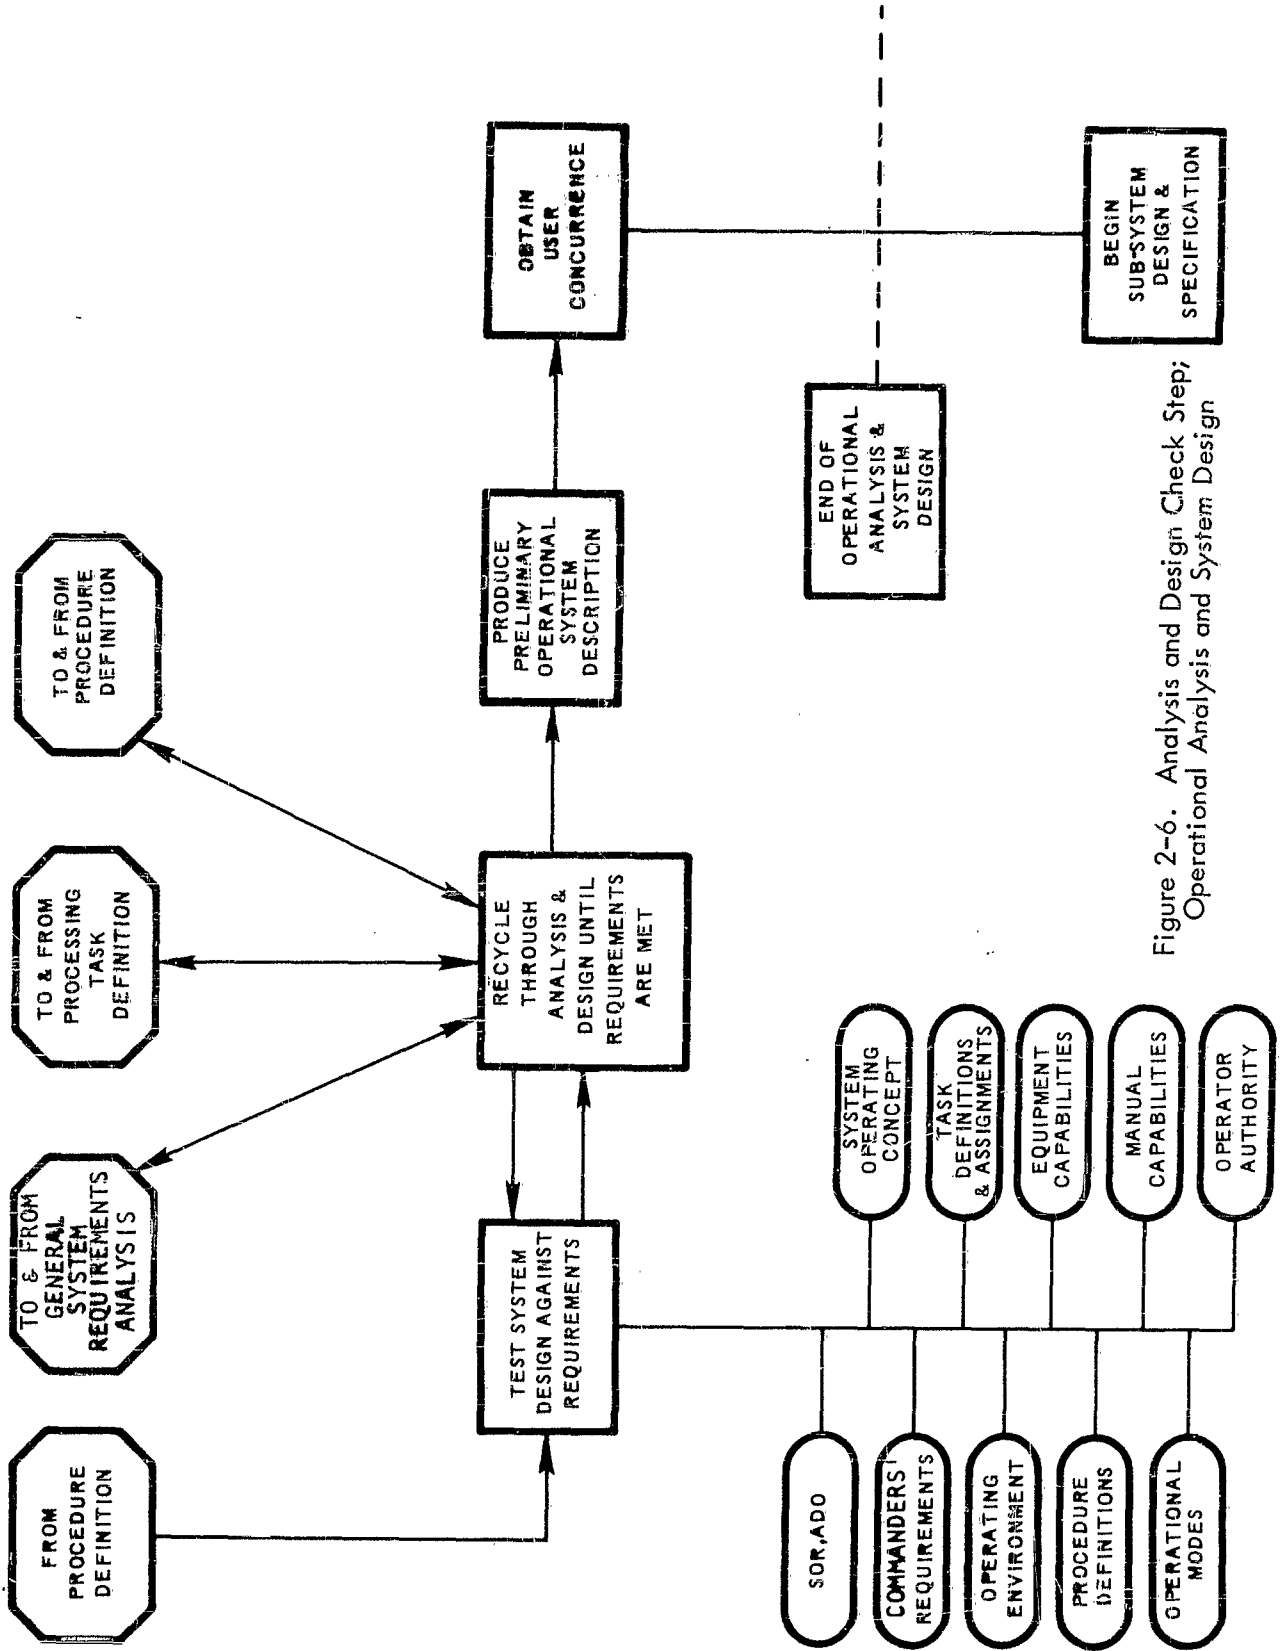 FROM
PROCEDURE
DEFINITION
TO & FROM
GENERAL
SYSTEM
REQUIREMENTS
ANALYSIS
TO & FROM
PROCESSING
TASK
DEFINITION
TO & FROM
PROCEDURE
DEFINITION
TEST SYSTEM
DESIGN AGAINST
REQUIREMENTS
RECYCLE
THROUGH
ANALYSIS &
DESIGN UNTIL
REQUIREMENTS
ARE MET
PRODUCE
PRELIMINARY
OPERATIONAL
SYSTEM
DESCRIPTION
OBTAIN
USER
CONCURRENCE
SOR,ADO
COMMANDERS'
REQUIREMENTS
OPERATING
ENVIRONMENT
PROCEDURE
DEFINITIONS
OPERATIONAL
MODES
SYSTEM
OPERATING
CONCEPT
TASK
DEFINITIONS
& ASSIGNMENTS
EQUIPMENT
CAPABILITIES
MANUAL
CAPABILITIES
OPERATOR
AUTHORITY
END OF
OPERATIONAL
ANALYSIS &
SYSTEM
DESIGN
BEGIN
SUB-SYSTEM
DESIGN &
SPECIFICATION
Figure 2-6. Analysis and Design Check Step;
Operational Analysis and System Design